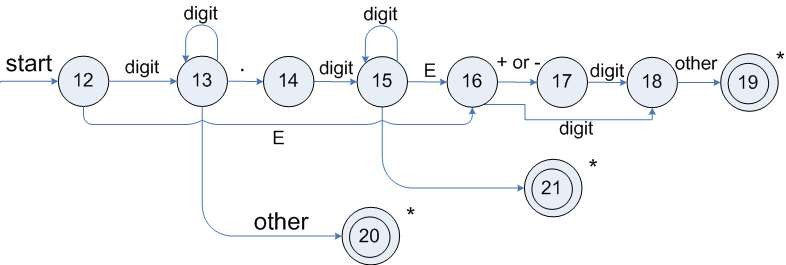 digit digit
start 12 digit 13 . 14 digit 15 E 16 + or - 17 digit 18 other 19 *
E digit
21 *
other 20 *